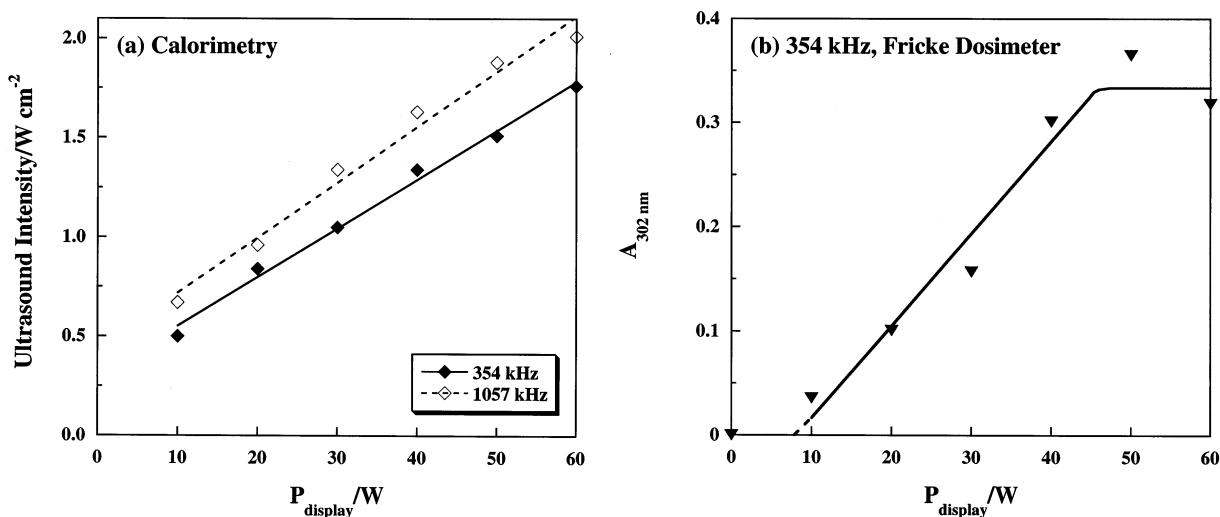 (a) Calorimetry
Ultrasound Intensity/W cm⁻²
2.0
1.5
1.0
0.5
0.0
354 kHz
1057 kHz
0 10 20 30 40 50 60
P_display/W
(b) 354 kHz, Fricke Dosimeter
A_302 nm
0.4
0.3
0.2
0.1
0
0 10 20 30 40 50 60
P_display/W